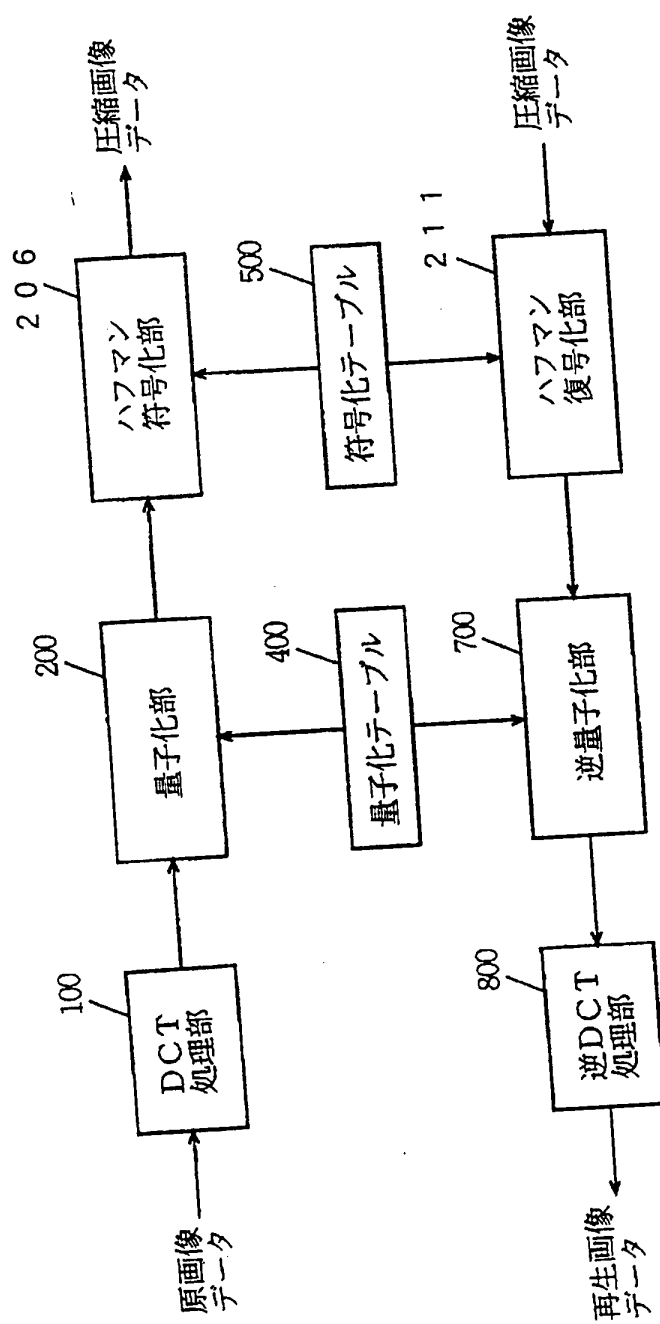 原画像
データ
100
DCT
処理部
200
量子化部
206
ハフマン
符号化部
圧縮画像
データ
400
量子化テーブル
500
符号化テーブル
211
ハフマン
復号化部
圧縮画像
データ
700
逆量子化部
800
逆DCT
処理部
再生画像
データ